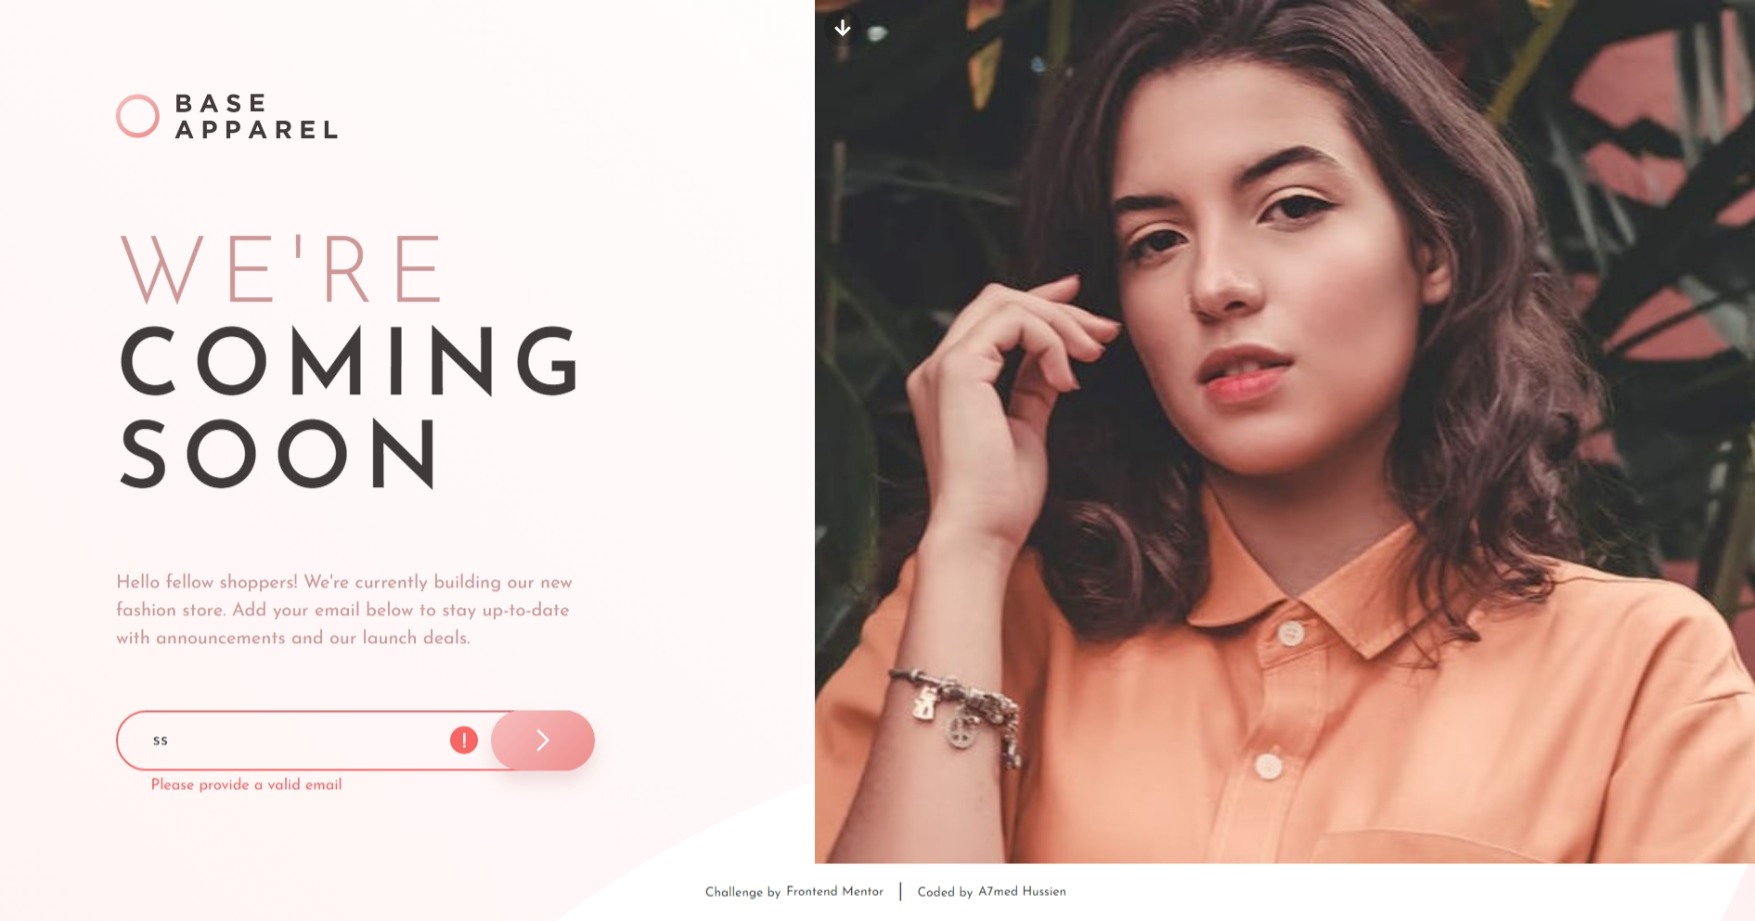 BASE
APPAREL
WE'RE
COMING
SOON
Hello fellow shoppers! We're currently building our new
fashion store. Add your email below to stay up-to-date
with announcements and our launch deals.
ss
!
Please provide a valid email
Challenge by Frontend Mentor | Coded by A7med Hussien